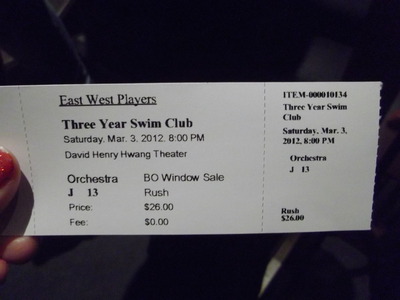 East West Players
Three Year Swim Club
Saturday, Mar. 3, 2012, 8:00 PM
David Henry Hwang Theater
Orchestra BO Window Sale
J 13 Rush
Price: $26.00
Fee: $0.00
ITEM-000010134
Three Year Swim
Club
Saturday, Mar. 3,
2012, 8:00 PM
Orchestra
J 13
Rush
$26.00